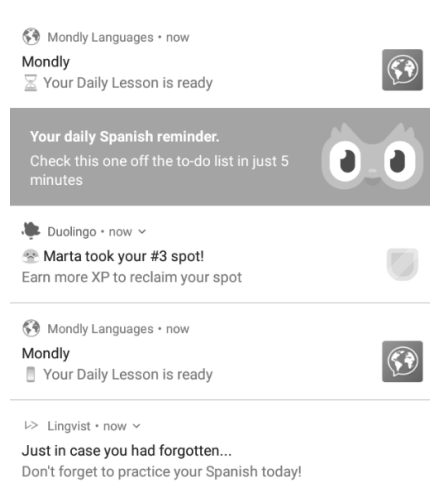 Mondly Languages • now
Mondly
Your Daily Lesson is ready
Your daily Spanish reminder.
Check this one off the to-do list in just 5
minutes
Duolingo • now
Marta took your #3 spot!
Earn more XP to reclaim your spot
Mondly Languages • now
Mondly
Your Daily Lesson is ready
Lingvist • now
Just in case you had forgotten...
Don't forget to practice your Spanish today!